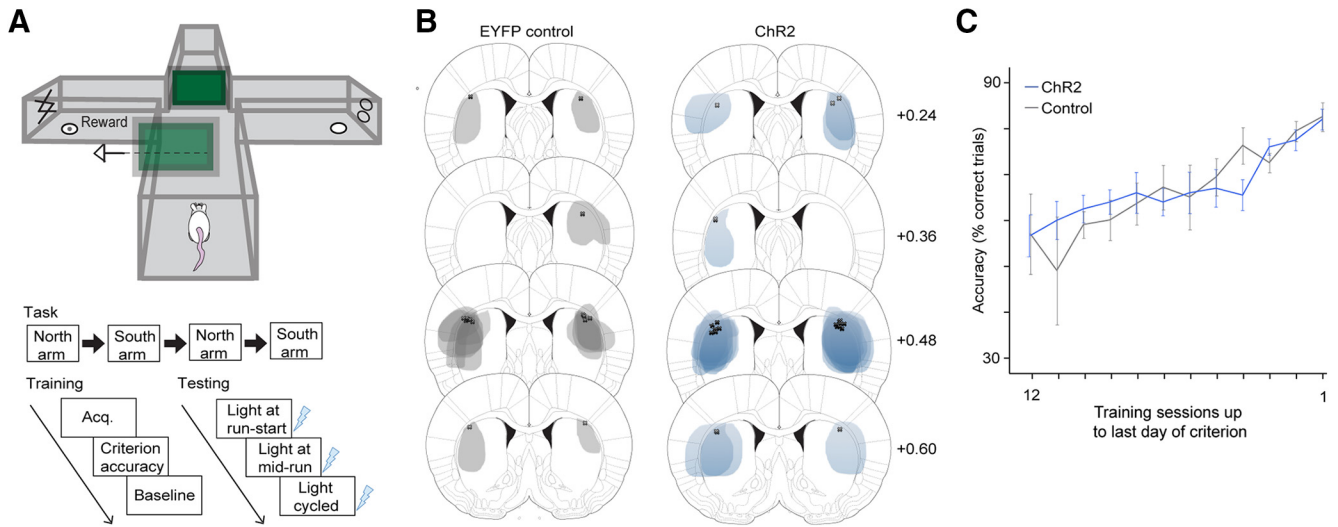 A
Reward
Task
North
arm
South
arm
North
arm
South
arm
Training
Acq.
Criterion
accuracy
Baseline
Testing
Light at
run-start
Light at
mid-run
Light
cycled
B
EYFP control
ChR2
+0.24
+0.36
+0.48
+0.60
C
ChR2
Control
Accuracy (% correct trials)
90
30
12
1
Training sessions up
to last day of criterion